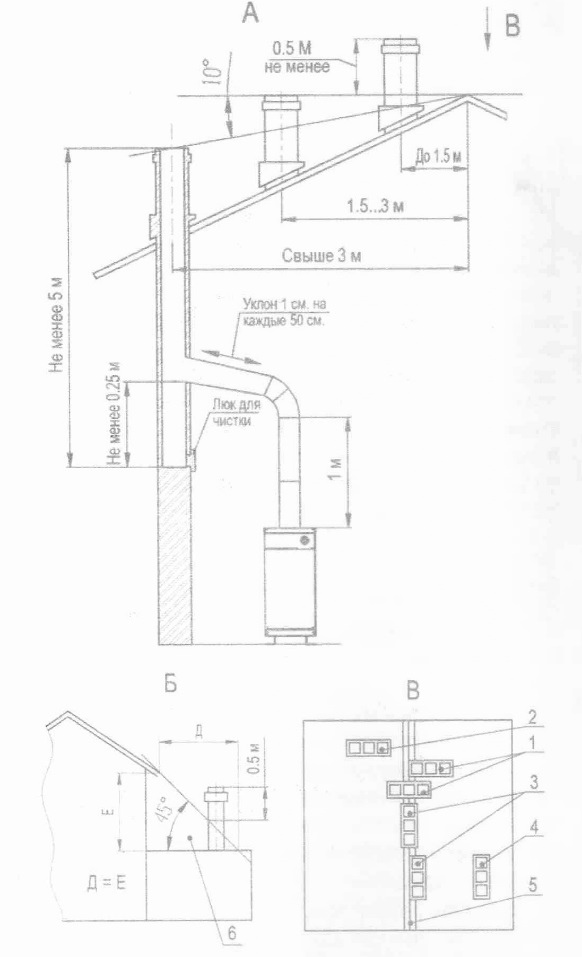 А
В
0.5 М
не менее
10°
До 1.5 м
1.5...3 м
Свыше 3 м
Не менее 5 м
Уклон 1 см. на
каждые 50 см.
Не менее 0.25 м
Люк для
чистки
1 м
Б
В
Д
0.5 м
Е
45°
Д = Е
6
2
1
3
4
5